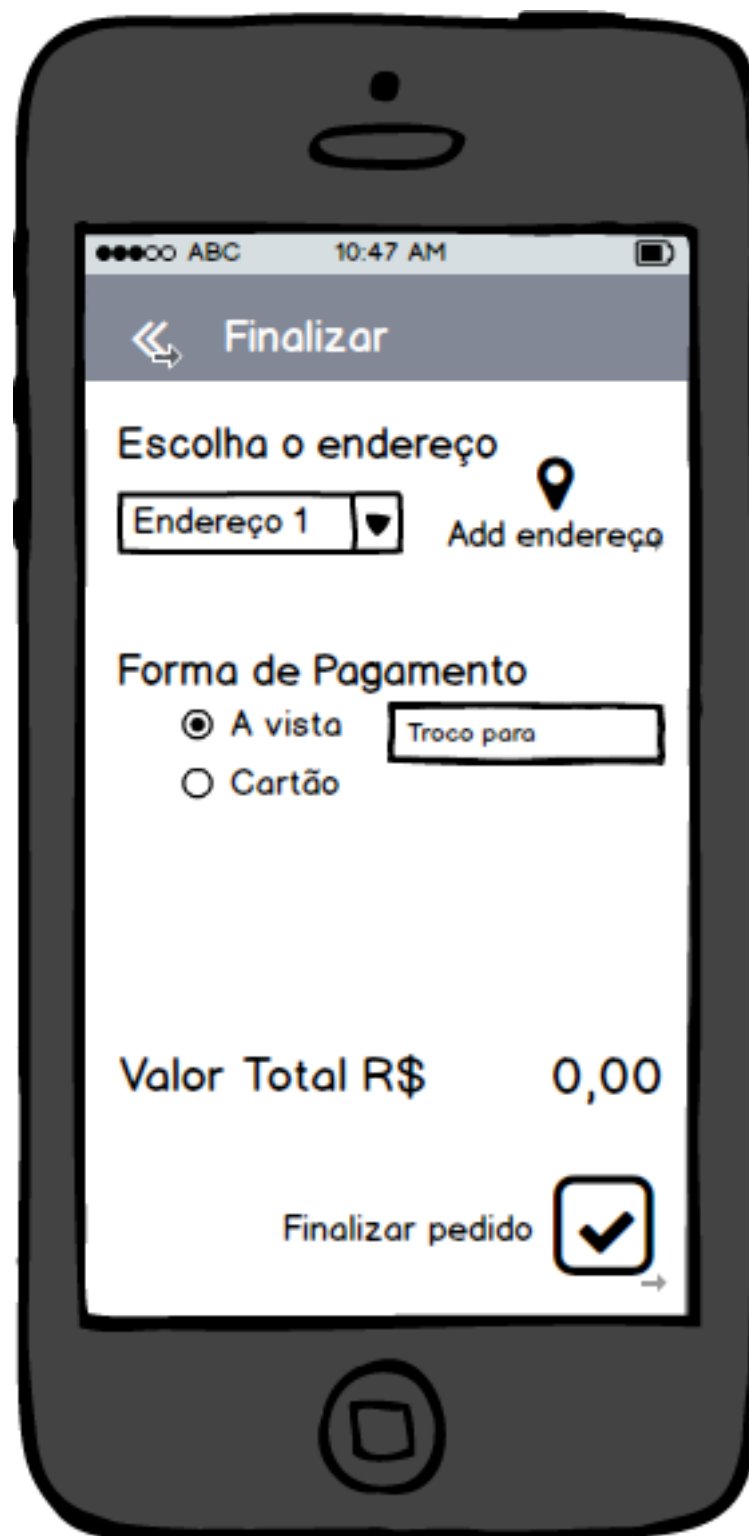 ABC 10:47 AM
Finalizar
Escolha o endereço
Endereço 1
Add endereço
Forma de Pagamento
A vista
Troco para
Cartão
Valor Total R$ 0,00
Finalizar pedido